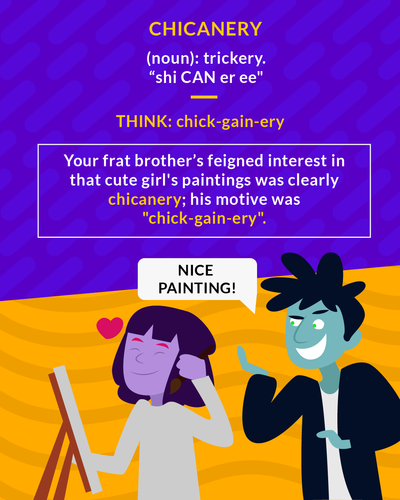 CHICANERY
(noun): trickery.
“shi CAN er ee"
THINK: chick-gain-ery
Your frat brother’s feigned interest in
that cute girl's paintings was clearly
chicanery; his motive was
"chick-gain-ery".
NICE
PAINTING!